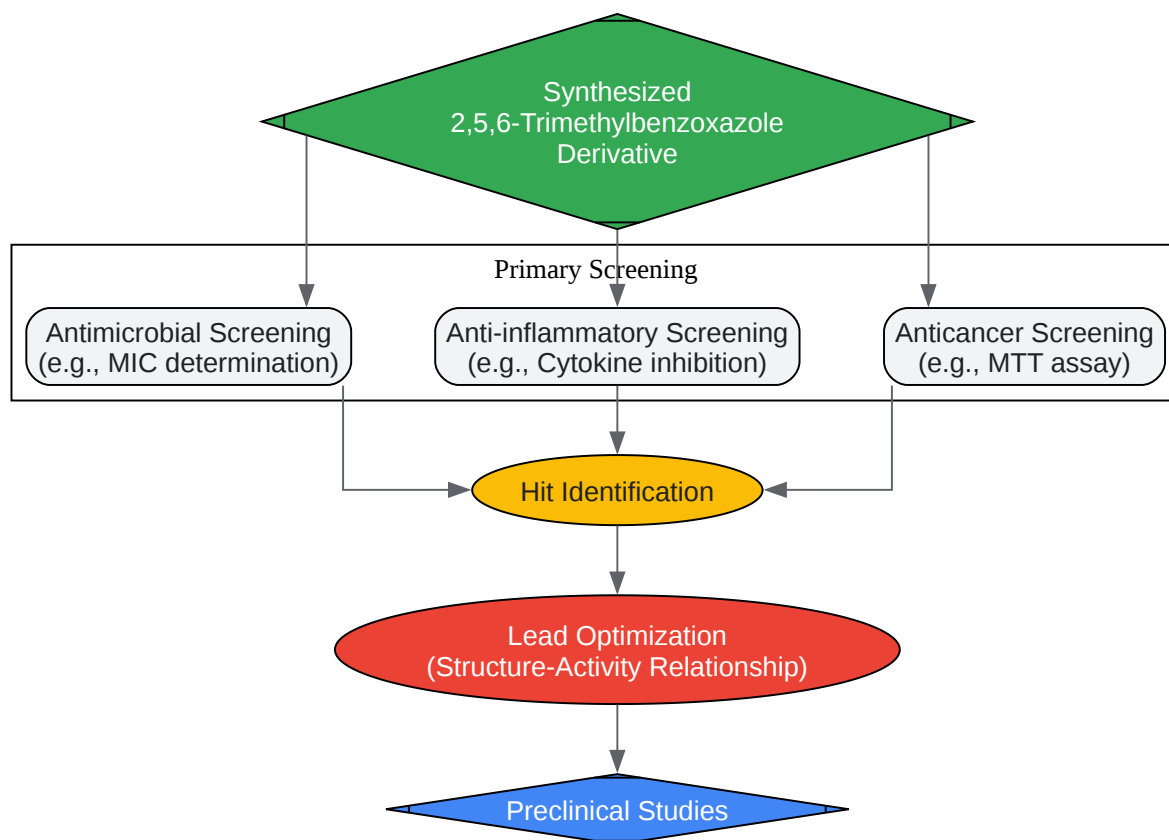 Synthesized
2,5,6-Trimethylbenzoxazole
Derivative
Primary Screening
Antimicrobial Screening
(e.g., MIC determination)
Anti-inflammatory Screening
(e.g., Cytokine inhibition)
Anticancer Screening
(e.g., MTT assay)
Hit Identification
Lead Optimization
(Structure-Activity Relationship)
Preclinical Studies